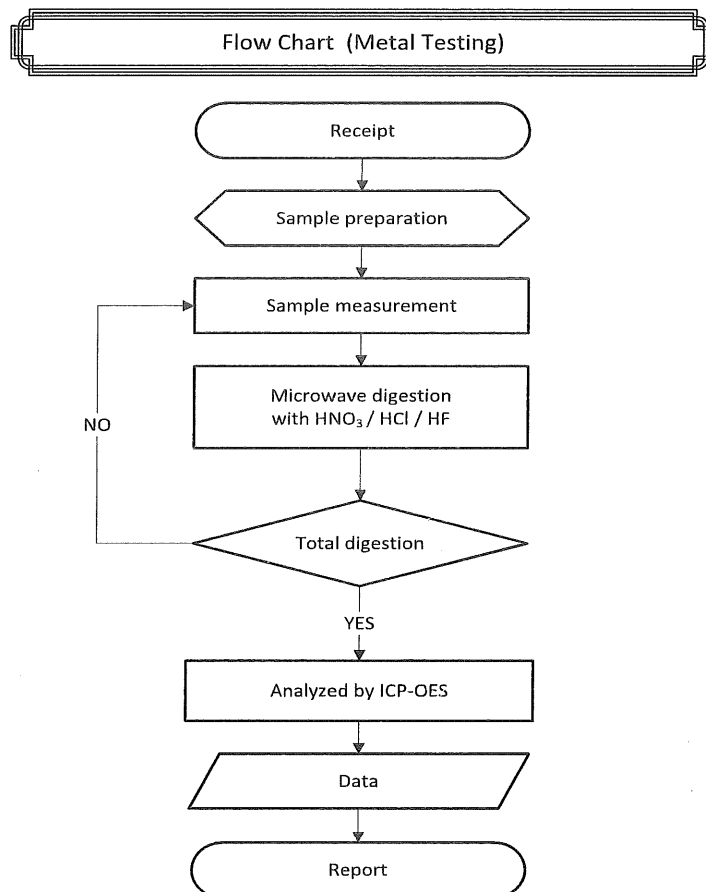 Flow Chart (Metal Testing)
Receipt
Sample preparation
Sample measurement
Microwave digestion
with HNO₃ / HCl / HF
NO
Total digestion
YES
Analyzed by ICP-OES
Data
Report